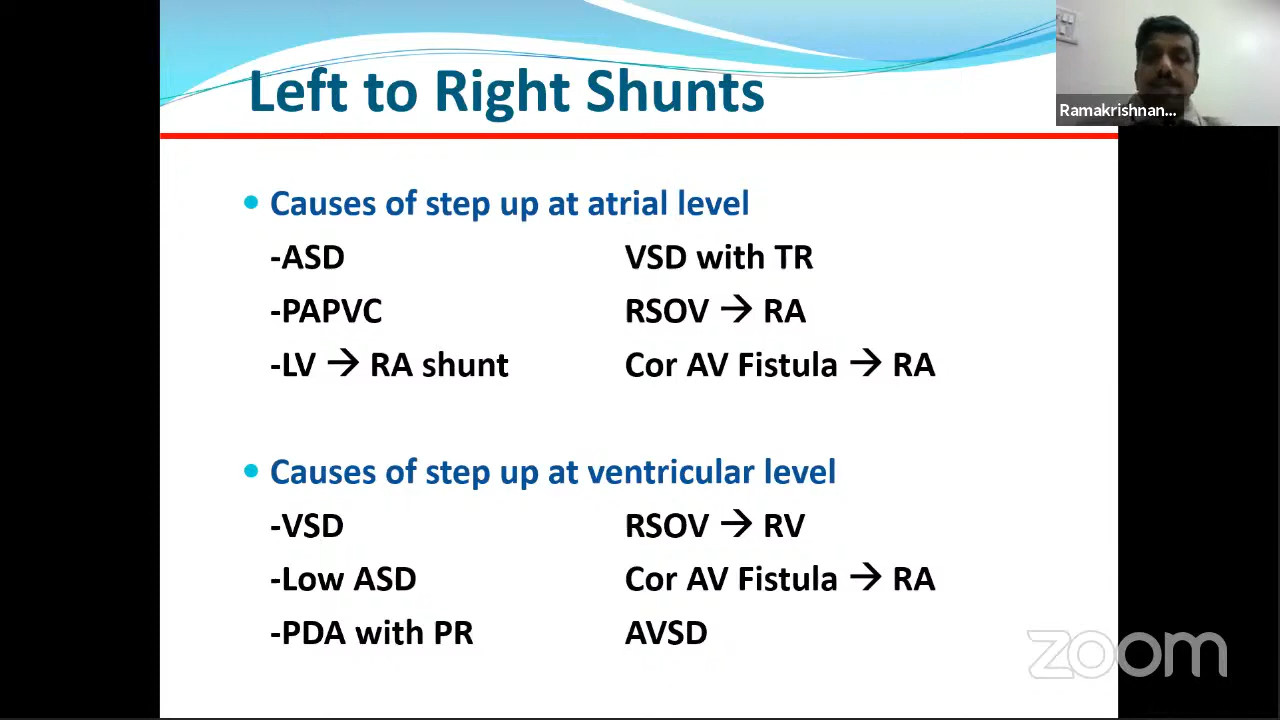 Left to Right Shunts
Ramakrishnan...
• Causes of step up at atrial level
-ASD VSD with TR
-PAPVC RSOV → RA
-LV → RA shunt Cor AV Fistula → RA
• Causes of step up at ventricular level
-VSD RSOV → RV
-Low ASD Cor AV Fistula → RA
-PDA with PR AVSD
zoom